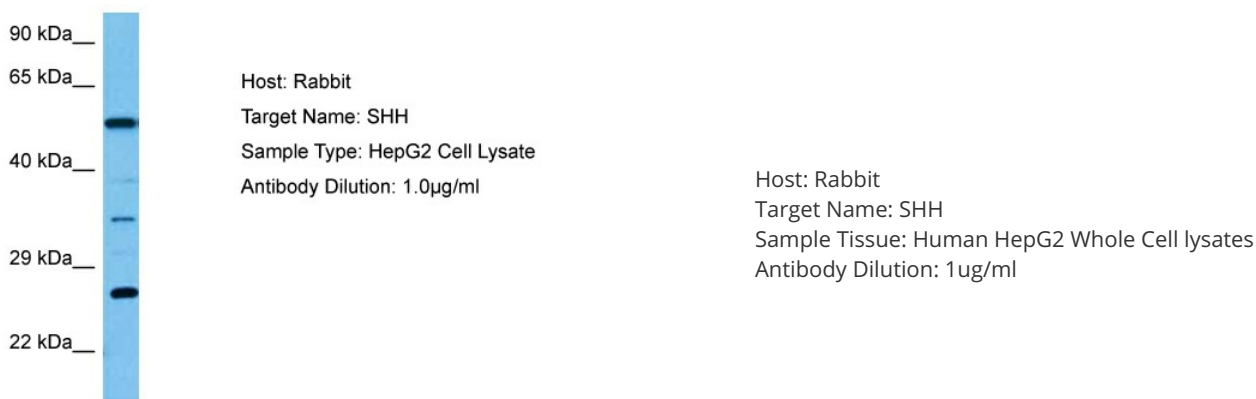 90 kDa__
65 kDa__
40 kDa__
29 kDa__
22 kDa__
Host: Rabbit
Target Name: SHH
Sample Type: HepG2 Cell Lysate
Antibody Dilution: 1.0µg/ml
Host: Rabbit
Target Name: SHH
Sample Tissue: Human HepG2 Whole Cell lysates
Antibody Dilution: 1ug/ml